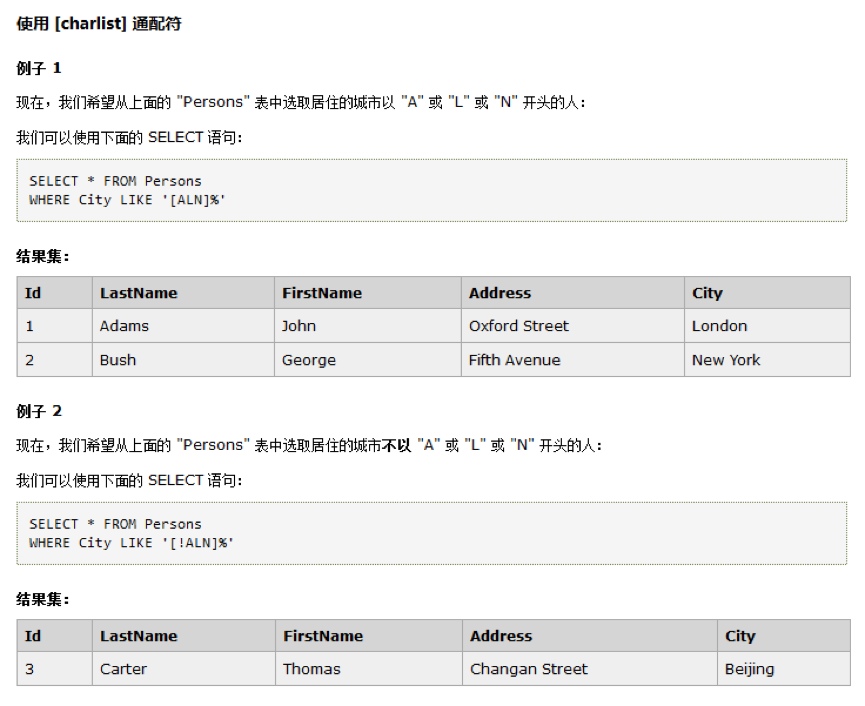 使用 [charlist] 通配符
例子 1
现在，我们希望从上面的 "Persons" 表中选取居住的城市以 "A" 或 "L" 或 "N" 开头的人：
我们可以使用下面的 SELECT 语句：
SELECT * FROM Persons
WHERE City LIKE '[ALN]%'
结果集：
Id LastName FirstName Address City
1 Adams John Oxford Street London
2 Bush George Fifth Avenue New York
例子 2
现在，我们希望从上面的 "Persons" 表中选取居住的城市不以 "A" 或 "L" 或 "N" 开头的人：
我们可以使用下面的 SELECT 语句：
SELECT * FROM Persons
WHERE City LIKE '[!ALN]%'
结果集：
Id LastName FirstName Address City
3 Carter Thomas Changan Street Beijing